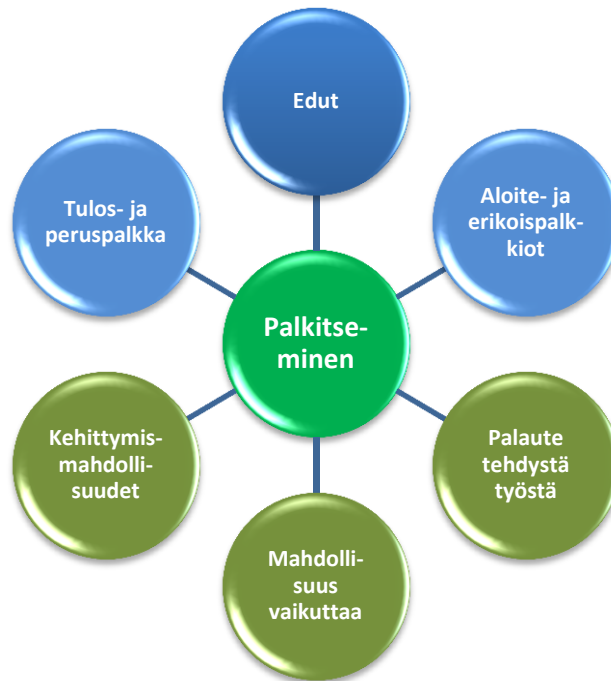 Edut
Tulos- ja
peruspalkka
Aloite- ja
erikoispalk-
kiot
Palkitse-
minen
Kehittymis-
mahdolli-
suudet
Palaute
tehdystä
työstä
Mahdolli-
suus
vaikuttaa